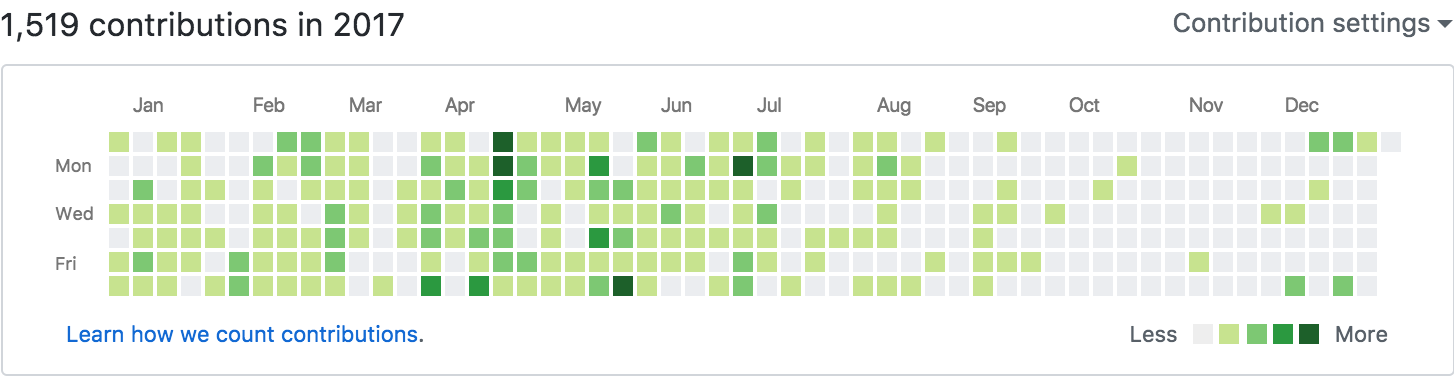 1,519 contributions in 2017
Contribution settings
Jan Feb Mar Apr May Jun Jul Aug Sep Oct Nov Dec
Mon
Wed
Fri
Learn how we count contributions.
Less More